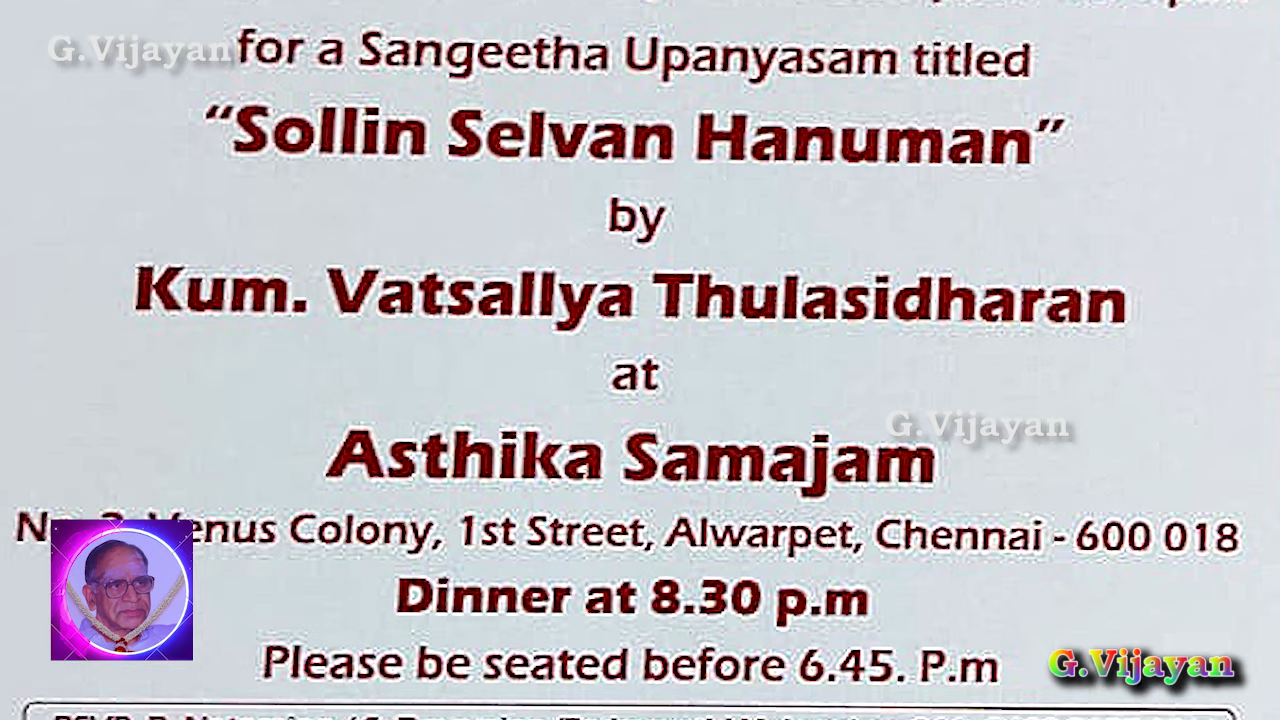 G.Vijayan
for a Sangeetha Upanyasam titled
“Sollin Selvan Hanuman”
by
Kum. Vatsallya Thulasidharan
at
G.Vijayan
Asthika Samajam
Venus Colony, 1st Street, Alwarpet, Chennai - 600 018
Dinner at 8.30 p.m
Please be seated before 6.45. P.m
G.Vijayan